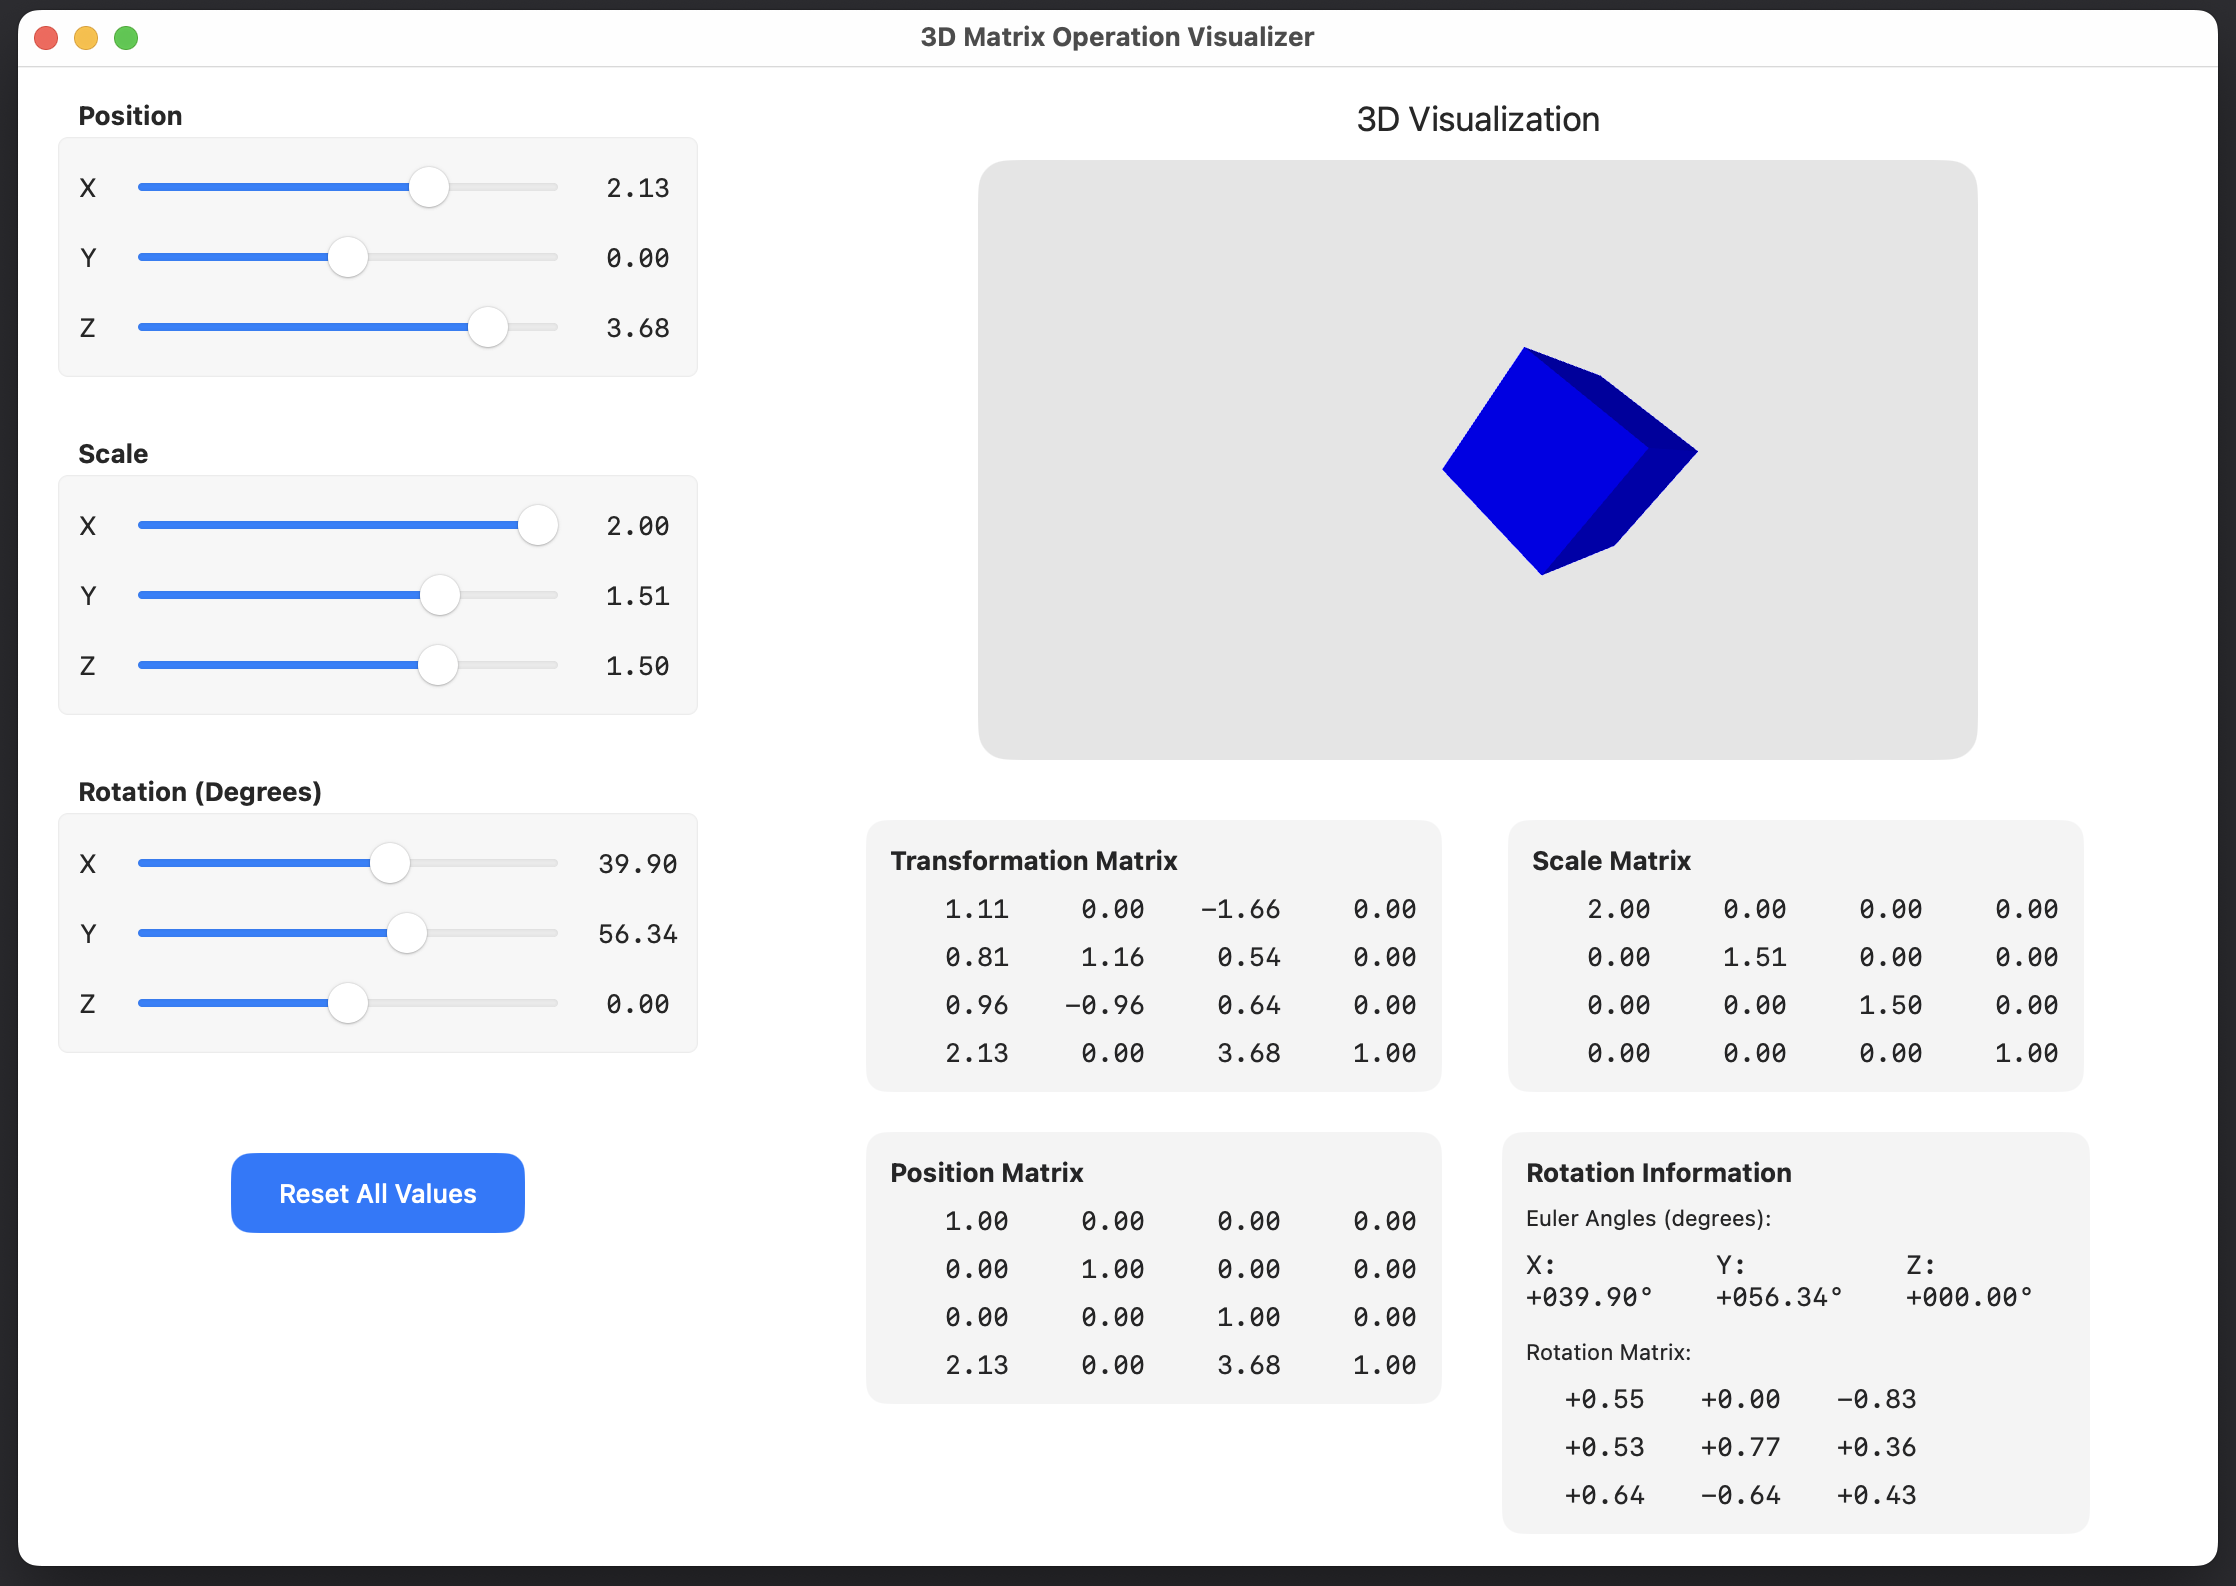 3D Matrix Operation Visualizer
Position
X 2.13
Y 0.00
Z 3.68
Scale
X 2.00
Y 1.51
Z 1.50
Rotation (Degrees)
X 39.90
Y 56.34
Z 0.00
Reset All Values
3D Visualization
Transformation Matrix
1.11 0.00 −1.66 0.00
0.81 1.16 0.54 0.00
0.96 −0.96 0.64 0.00
2.13 0.00 3.68 1.00
Scale Matrix
2.00 0.00 0.00 0.00
0.00 1.51 0.00 0.00
0.00 0.00 1.50 0.00
0.00 0.00 0.00 1.00
Position Matrix
1.00 0.00 0.00 0.00
0.00 1.00 0.00 0.00
0.00 0.00 1.00 0.00
2.13 0.00 3.68 1.00
Rotation Information
Euler Angles (degrees):
X: Y: Z:
+039.90° +056.34° +000.00°
Rotation Matrix:
+0.55 +0.00 −0.83
+0.53 +0.77 +0.36
+0.64 −0.64 +0.43